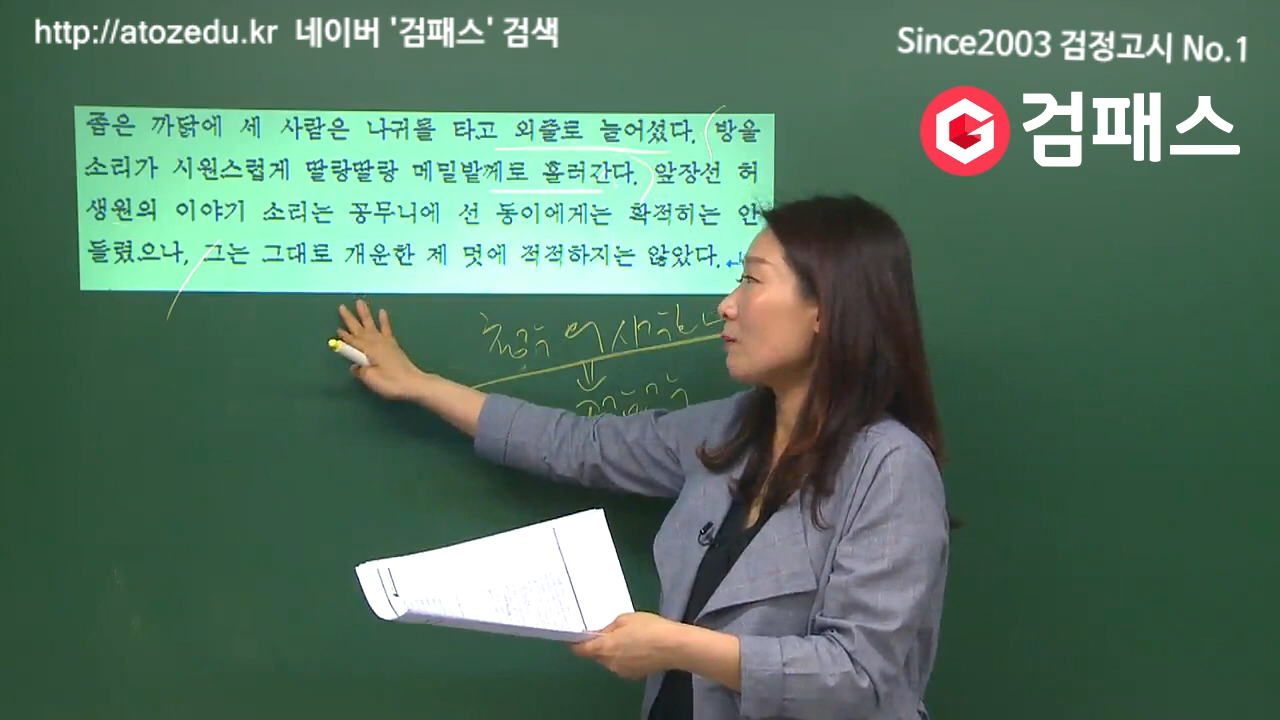 http://atozedu.kr 네이버 '검패스' 검색
Since2003 검정고시 No.1
검패스
좁은 까닭에 세 사람은 나귀를 타고 외줄로 늘어섰다. 방울
소리가 시원스럽게 딸랑딸랑 메밀밭께로 흘러간다. 앞장선 허
생원의 이야기 소리는 꽁무니에 선 동이에게는 확적히는 안
들렸으나, 그는 그대로 개운한 제 멋에 적적하지는 않았다.